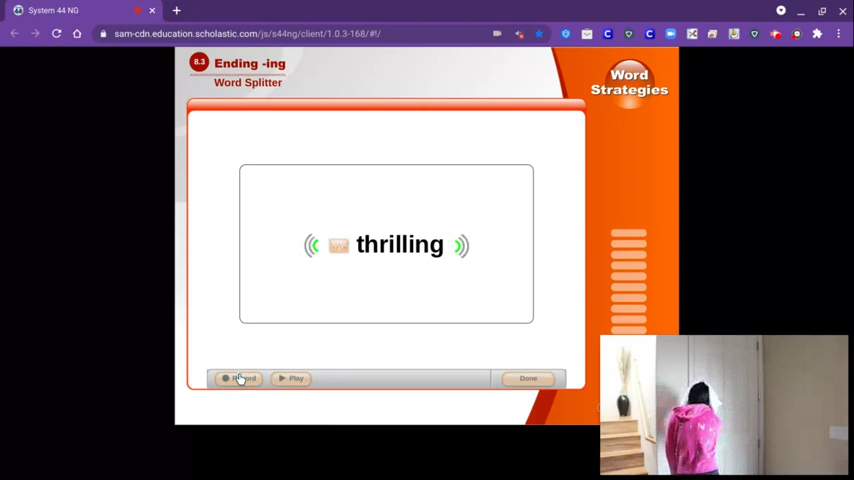 System 44 NG
sam-cdn.education.scholastic.com/js/s44ng/client/1.0.3-168/#!/
8.3 Ending -ing
Word Splitter
Word
Strategies
thrilling
Play
Done